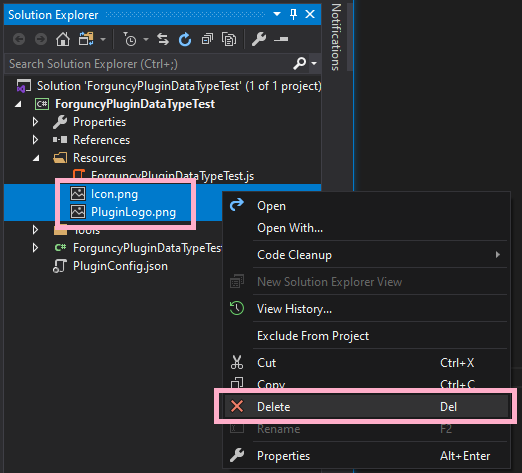 Solution Explorer
Notifications
Search Solution Explorer (Ctrl+;)
Solution 'ForguncyPluginDataTypeTest' (1 of 1 project)
C# ForguncyPluginDataTypeTest
Properties
References
Resources
ForguncyPluginDataTypeTest.js
Icon.png
PluginLogo.png
Tools
C# ForguncyPluginDataTypeTest
PluginConfig.json
Open
Open With...
Code Cleanup
New Solution Explorer View
View History...
Exclude From Project
Cut Ctrl+X
Copy Ctrl+C
Delete Del
Rename F2
Properties Alt+Enter